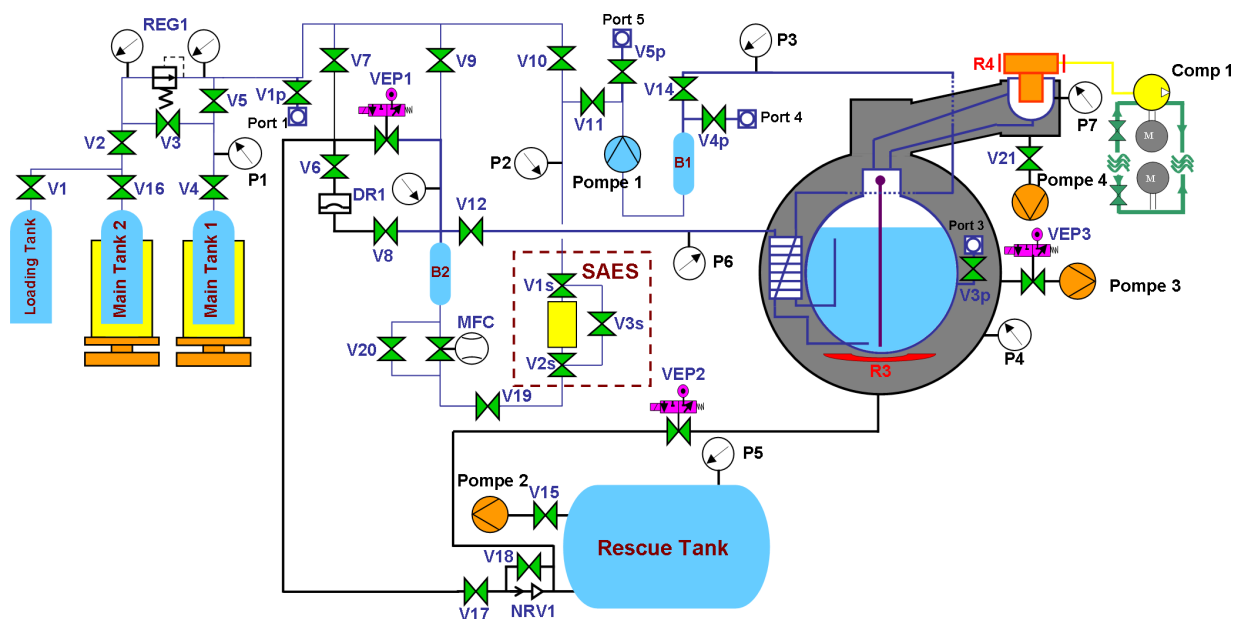 REG1
Port 5
V7
V9
V10
V5p
P3
R4
Comp 1
VEP1
V14
V1p
V5
Port 1
V11
Port 4
P7
M
V2
V3
V4p
V21
P1
V6
P2
Pompe 1
B1
M
Pompe 4
V1
V16
V4
DR1
V12
Port 3
VEP3
Loading Tank
Main Tank 2
Main Tank 1
V8
P6
B2
SAES
V1s
V3p
Pompe 3
MFC
V3s
V20
V2s
P4
R3
VEP2
V19
P5
Pompe 2
V15
Rescue Tank
V18
V17
NRV1